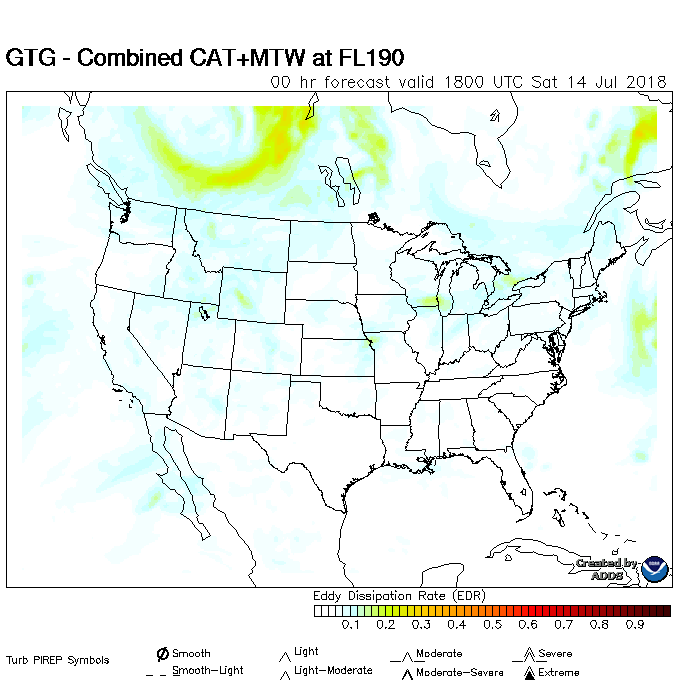 GTG - Combined CAT+MTW at FL190
00 hr forecast valid 1800 UTC Sat 14 Jul 2018
Created by
ADDS
Eddy Dissipation Rate (EDR)
0.1 0.2 0.3 0.4 0.5 0.6 0.7 0.8 0.9
Turb PIREP Symbols
Smooth Light Moderate Severe
Smooth-Light Light-Moderate Moderate-Severe Extreme